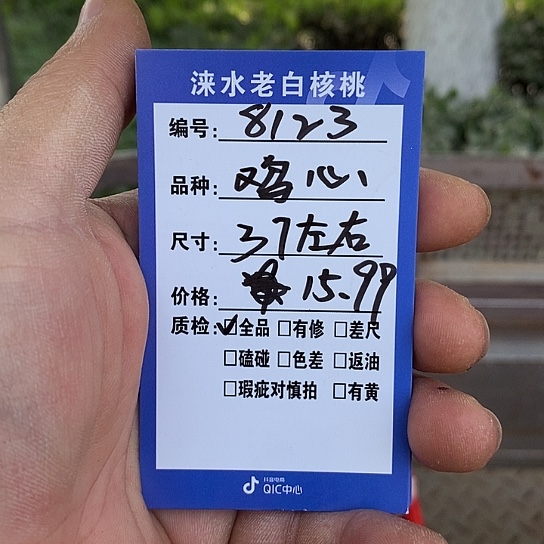 涞水老白核桃
编号: 8123
品种: 鸡心
尺寸: 37左右
价格: 15.99
质检: ☑全品 □有修 □差尺
□磕碰 □色差 □返油
□瑕疵对慎拍 □有黄
抖音电商
QIC中心